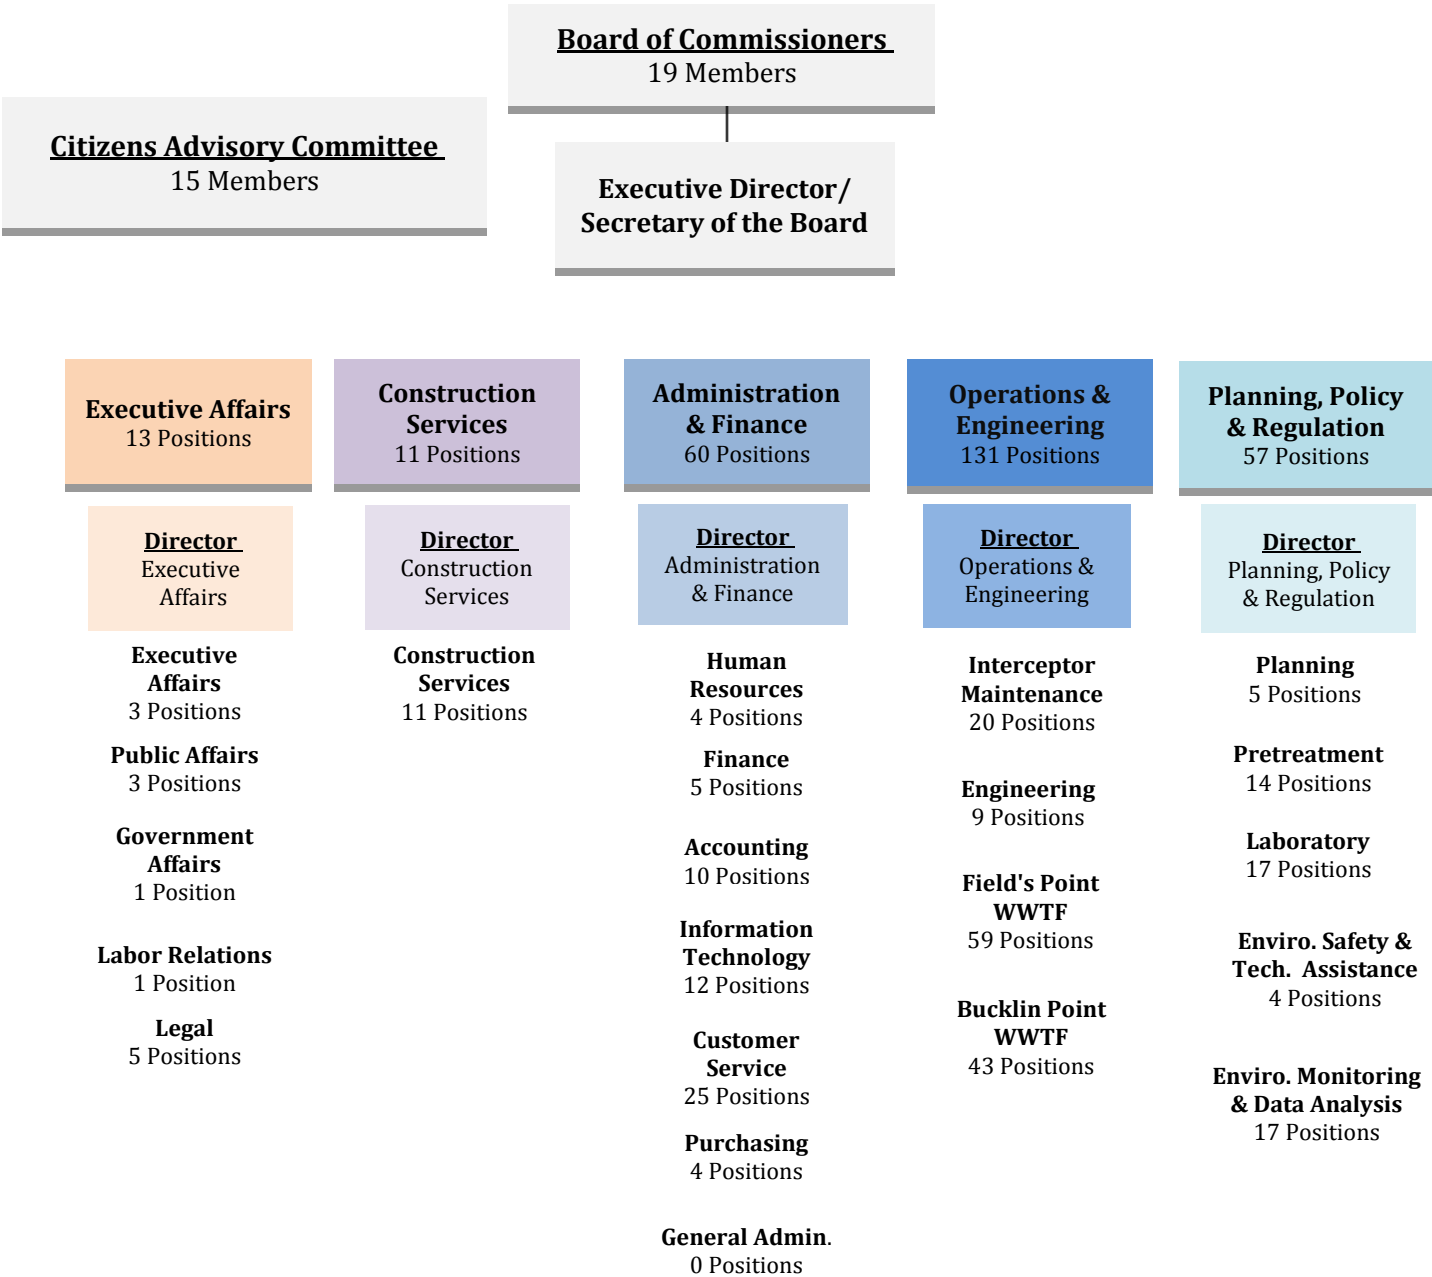 Board of Commissioners
19 Members
Citizens Advisory Committee
15 Members
Executive Director/
Secretary of the Board
Executive Affairs
13 Positions
Director
Executive
Affairs
Executive
Affairs
3 Positions
Public Affairs
3 Positions
Government
Affairs
1 Position
Labor Relations
1 Position
Legal
5 Positions
Construction
Services
11 Positions
Director
Construction
Services
Construction
Services
11 Positions
Administration
& Finance
60 Positions
Director
Administration
& Finance
Human
Resources
4 Positions
Finance
5 Positions
Accounting
10 Positions
Information
Technology
12 Positions
Customer
Service
25 Positions
Purchasing
4 Positions
General Admin.
0 Positions
Operations &
Engineering
131 Positions
Director
Operations &
Engineering
Interceptor
Maintenance
20 Positions
Engineering
9 Positions
Field's Point
WWTF
59 Positions
Bucklin Point
WWTF
43 Positions
Planning, Policy
& Regulation
57 Positions
Director
Planning, Policy
& Regulation
Planning
5 Positions
Pretreatment
14 Positions
Laboratory
17 Positions
Enviro. Safety &
Tech. Assistance
4 Positions
Enviro. Monitoring
& Data Analysis
17 Positions